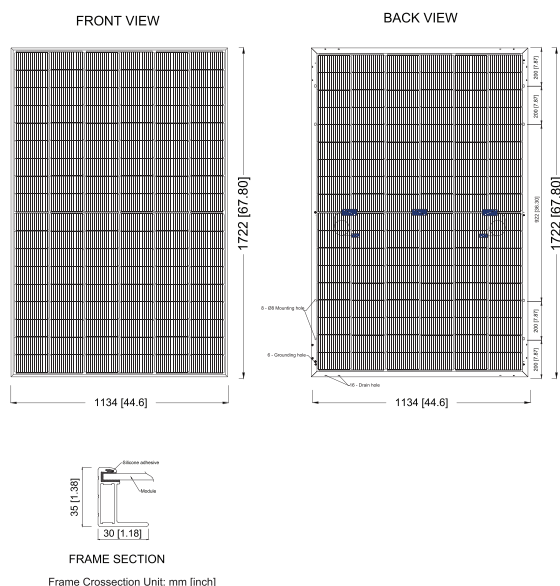 FRONT VIEW
BACK VIEW
1722 [67.80]
1134 [44.6]
200 [7.87]
200 [7.87]
922 [36.30]
200 [7.87]
200 [7.87]
1722 [67.80]
8 - Ø8 Mounting hole
6 - Grounding hole
16 - Drain hole
1134 [44.6]
Silicone adhesive
Module
35 [1.38]
30 [1.18]
FRAME SECTION
Frame Crossection Unit: mm [inch]